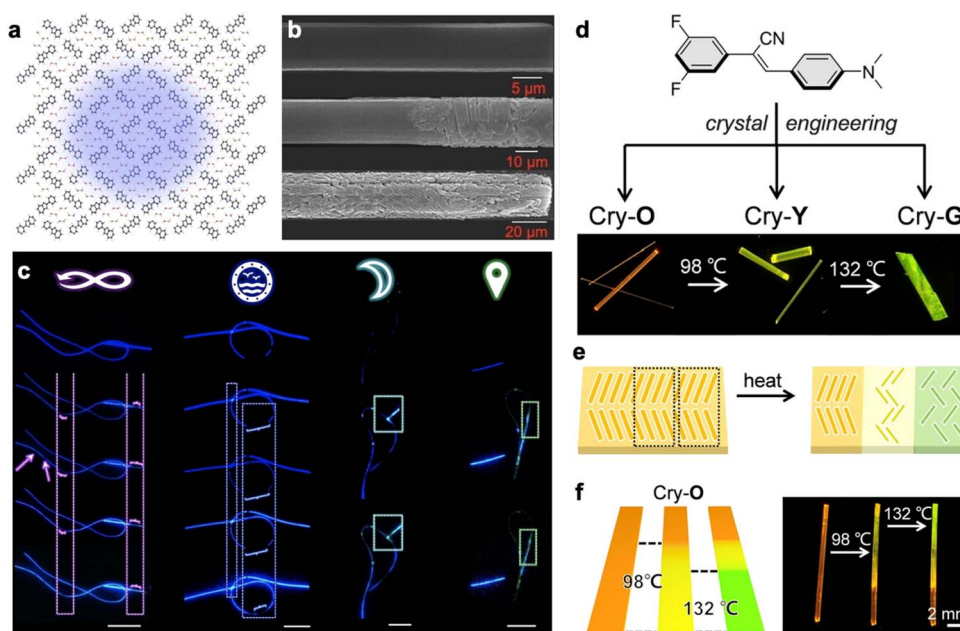 a
b
5 μm
10 μm
20 μm
c
d
F
F
CN
N
crystal engineering
Cry-O Cry-Y Cry-G
98 ℃ 132 ℃
e
heat
f
Cry-O
98℃
132 ℃
98 ℃
132 ℃
2 mm